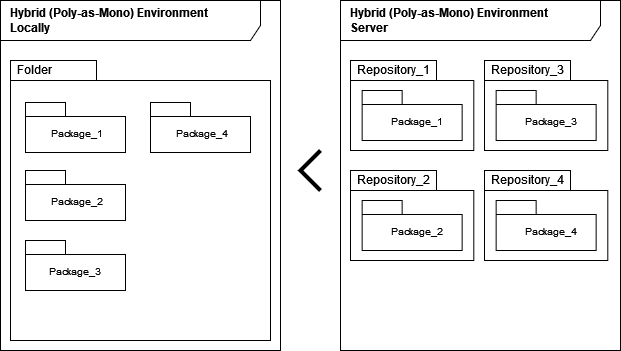 Hybrid (Poly-as-Mono) Environment
Locally
Folder
Package_1
Package_4
Package_2
Package_3
Hybrid (Poly-as-Mono) Environment
Server
Repository_1
Package_1
Repository_3
Package_3
Repository_2
Package_2
Repository_4
Package_4